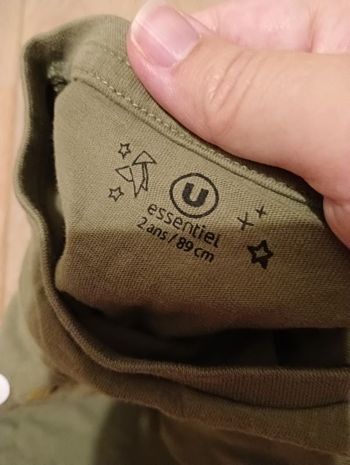 U
essentiel
2 ans / 89 cm